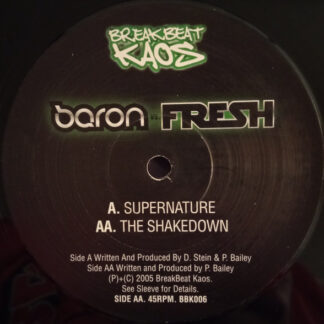 BREAKBEAT
KAOS
baron vs. FRESH
A. SUPERNATURE
AA. THE SHAKEDOWN
Side A Written And Produced By D. Stein & P. Bailey
Side AA Written and Produced by P. Bailey
(P)+(C) 2005 BreakBeat Kaos.
See Sleeve for Details.
SIDE AA. 45RPM. BBK006